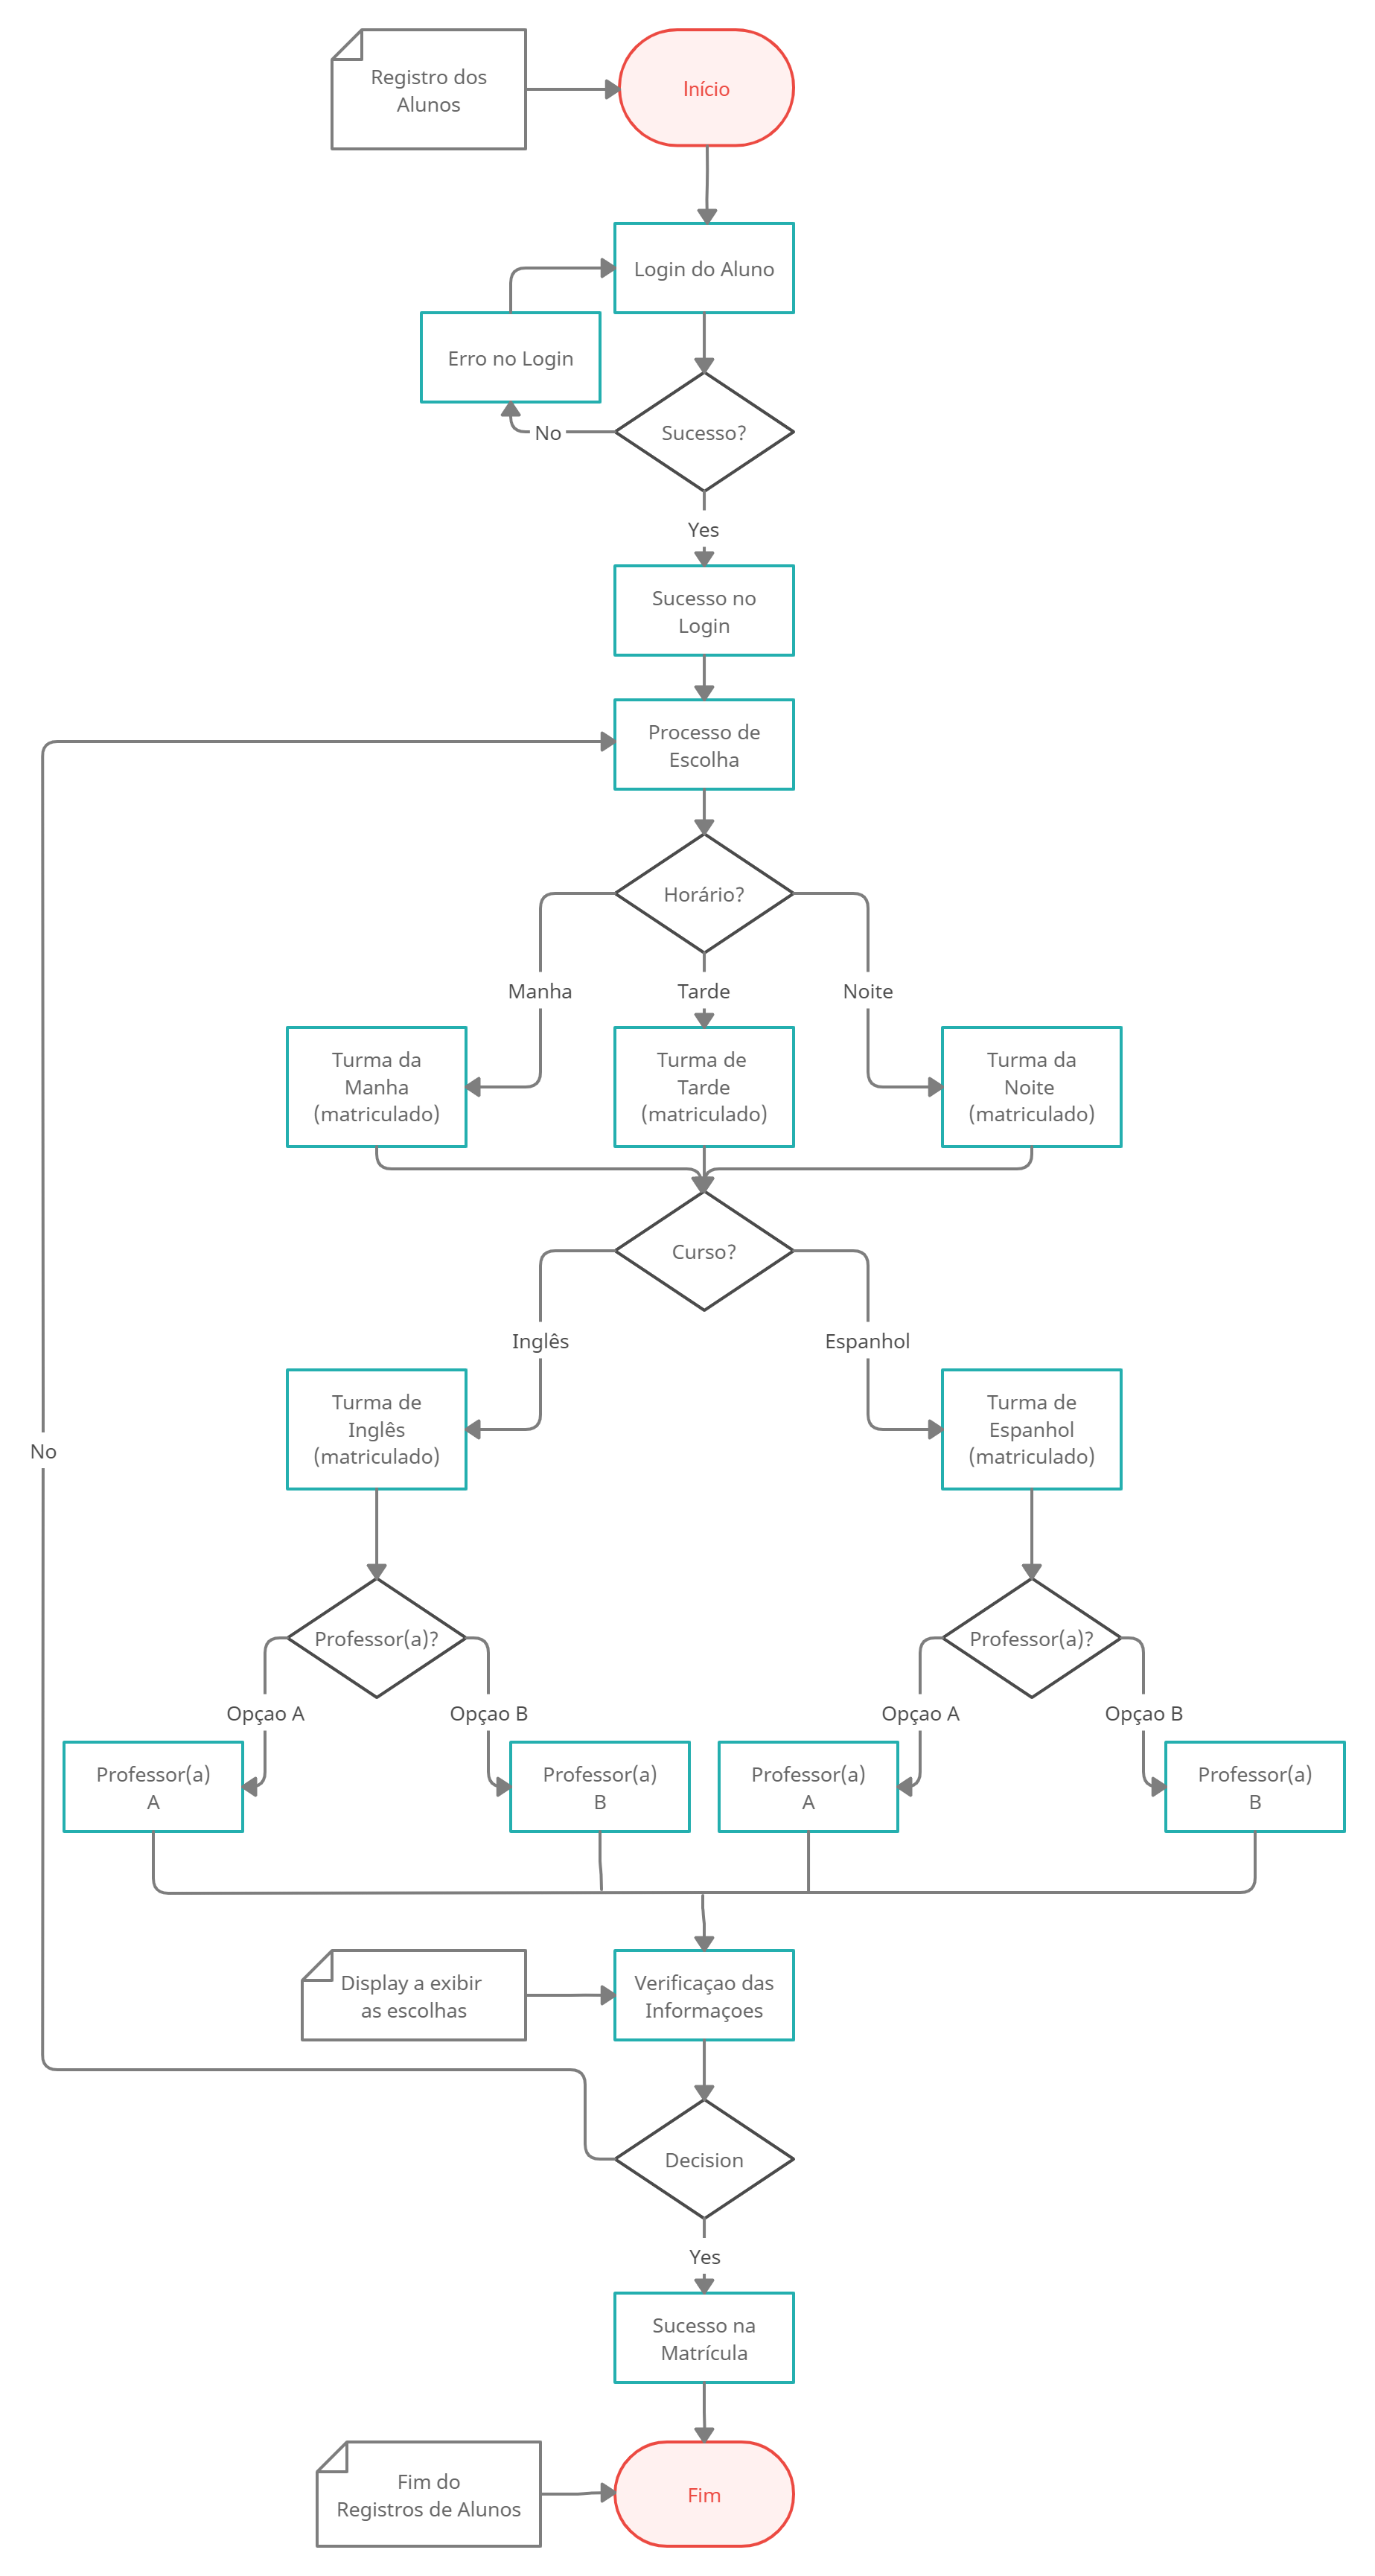 Registro dos
Alunos
Início
Login do Aluno
Erro no Login
No
Sucesso?
Yes
Sucesso no
Login
Processo de
Escolha
Horário?
Manha
Tarde
Noite
Turma da
Manha
(matriculado)
Turma de
Tarde
(matriculado)
Turma da
Noite
(matriculado)
Curso?
Inglês
Espanhol
Turma de
Inglês
(matriculado)
Turma de
Espanhol
(matriculado)
No
Professor(a)?
Professor(a)?
Opçao A
Opçao B
Opçao A
Opçao B
Professor(a)
A
Professor(a)
B
Professor(a)
A
Professor(a)
B
Display a exibir
as escolhas
Verificaçao das
Informaçoes
Decision
Yes
Sucesso na
Matrícula
Fim do
Registros de Alunos
Fim